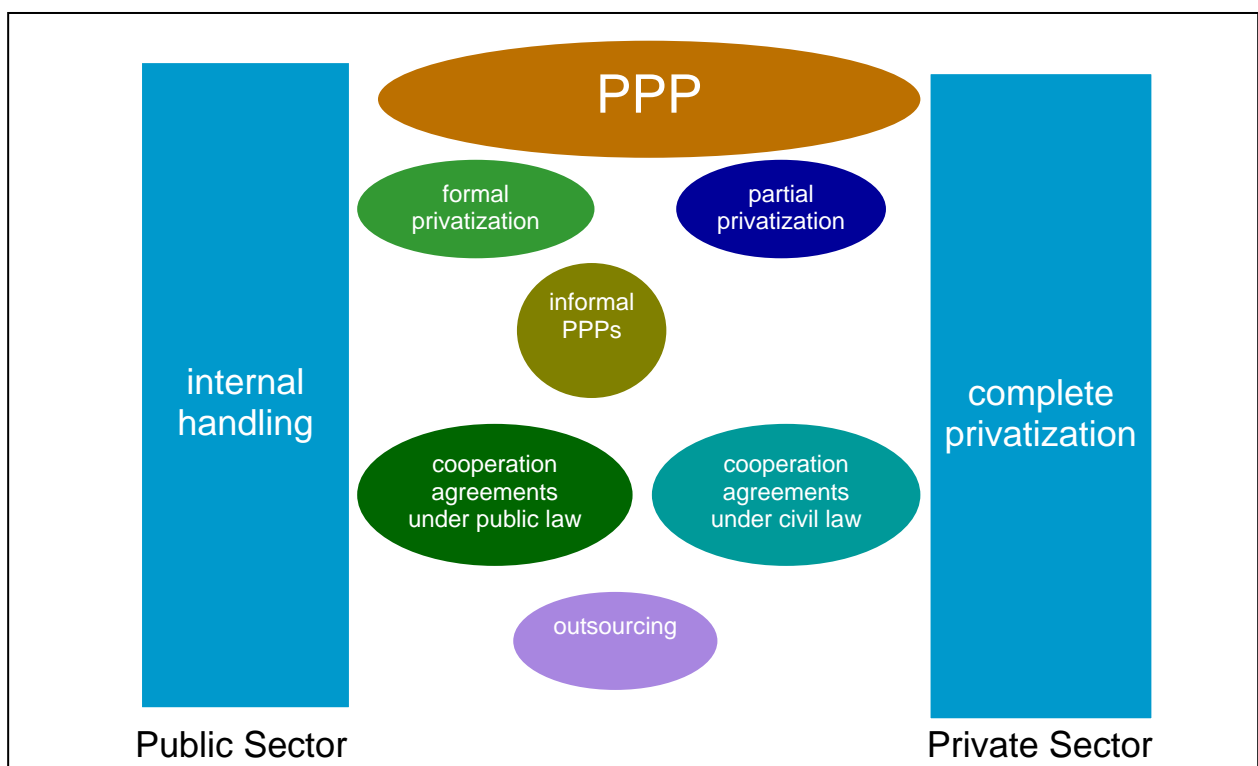 PPP
formal
privatization
partial
privatization
informal
PPPs
internal
handling
complete
privatization
cooperation
agreements
under public law
cooperation
agreements
under civil law
outsourcing
Public Sector
Private Sector